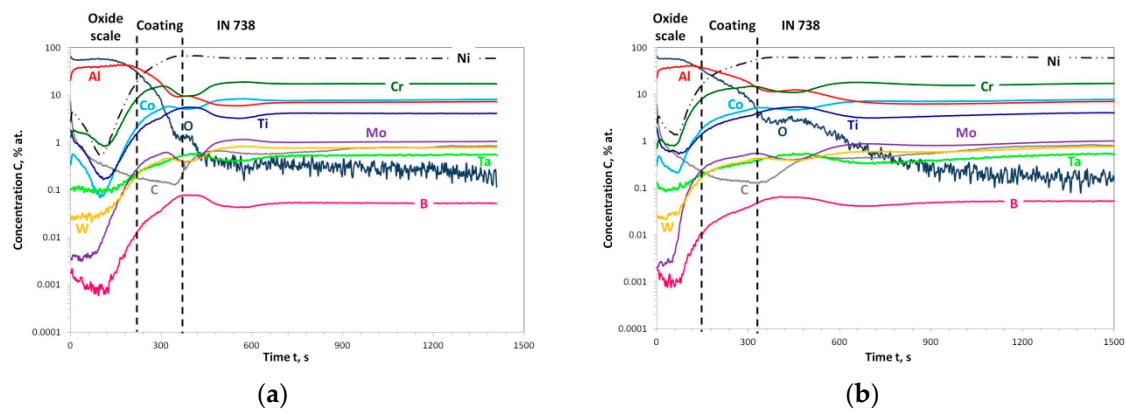 Oxide scale Coating IN 738
Concentration C, % at.
100
10
1
0.1
0.01
0.001
0.0001
Al
Ni
Cr
Co
Ti
O
Mo
Ta
C
W
B
0 300 600 900 1200 1500
Time t, s
(a)
Oxide scale Coating IN 738
Concentration C, % at.
100
10
1
0.1
0.01
0.001
0.0001
Al
Ni
Cr
Co
Ti
O
Mo
Ta
C
W
B
0 300 600 900 1200 1500
Time t, s
(b)